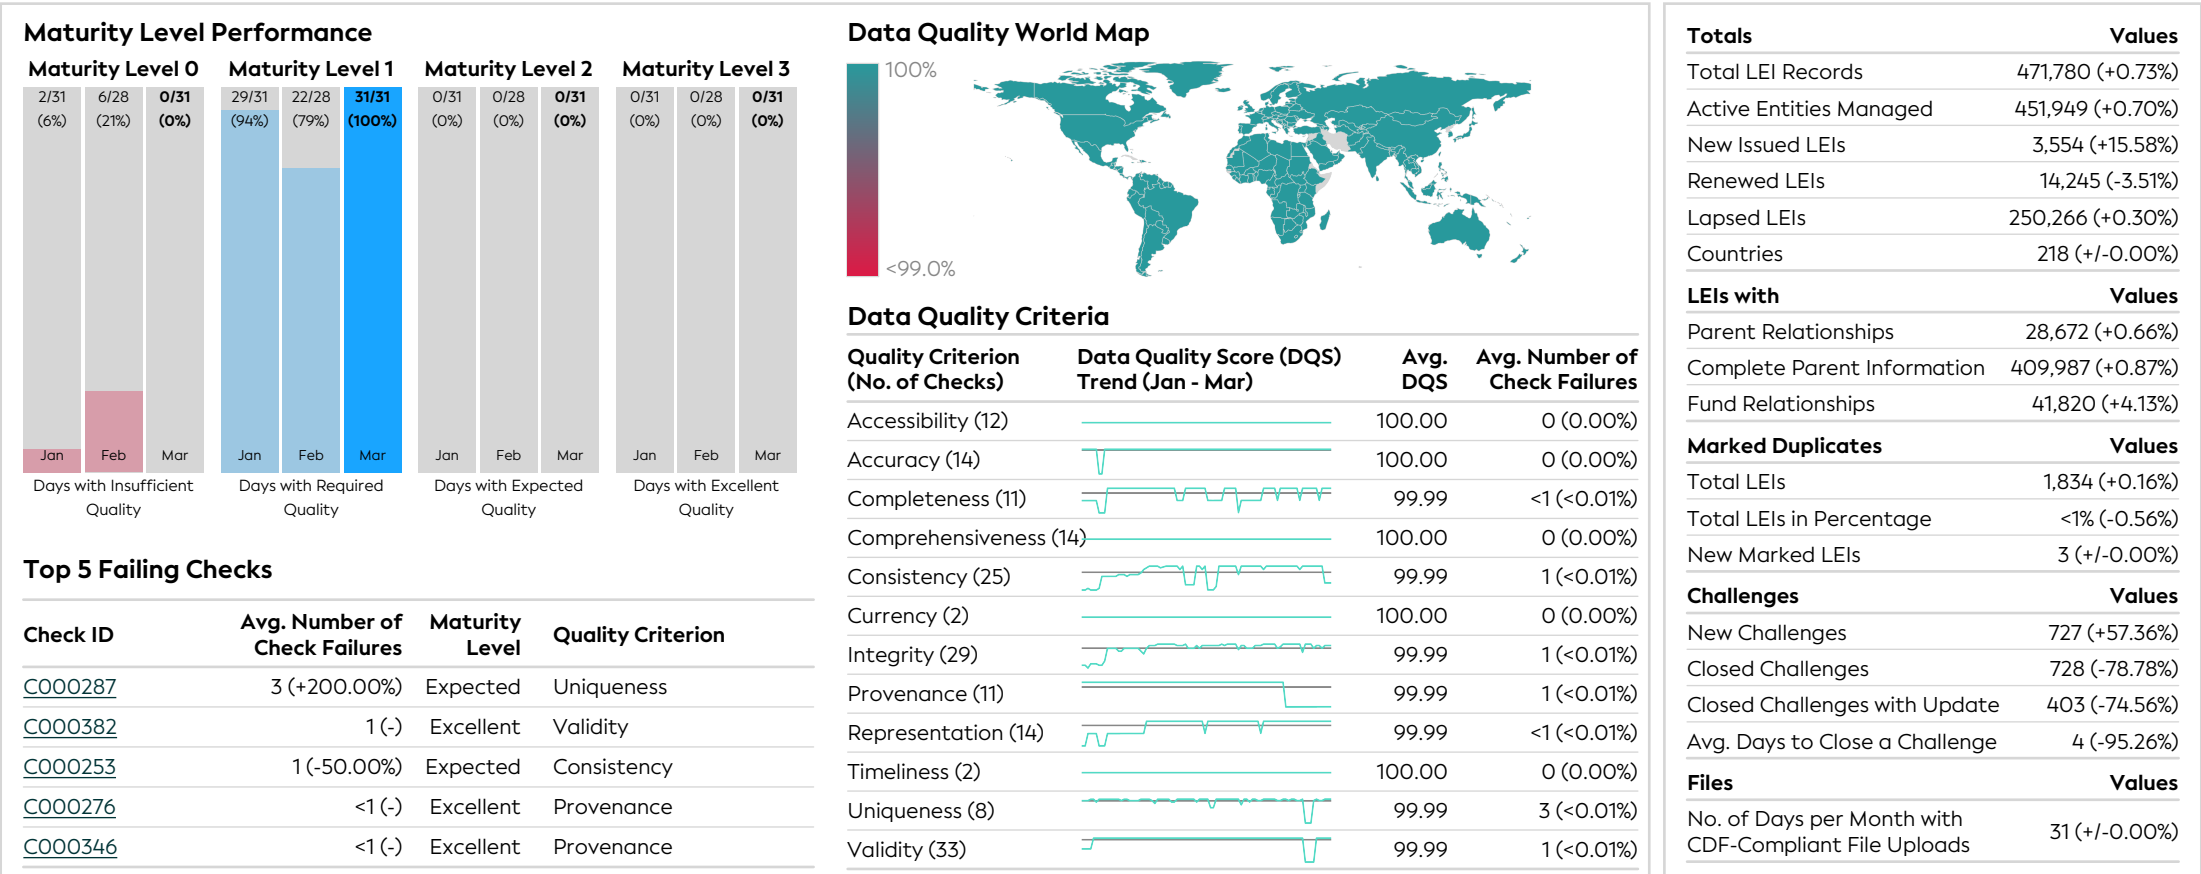 Maturity Level Performance
Maturity Level 0 Maturity Level 1 Maturity Level 2 Maturity Level 3
2/31 6/28 0/31 29/31 22/28 31/31 0/31 0/28 0/31 0/31 0/28 0/31
(6%) (21%) (0%) (94%) (79%) (100%) (0%) (0%) (0%) (0%) (0%) (0%)
Jan Feb Mar Jan Feb Mar Jan Feb Mar Jan Feb Mar
Days with Insufficient Days with Required Days with Expected Days with Excellent
Quality Quality Quality Quality
Top 5 Failing Checks
Avg. Number of Maturity
Check ID Quality Criterion
Check Failures Level
C000287 3 (+200.00%) Expected Uniqueness
C000382 1 (-) Excellent Validity
C000253 1 (-50.00%) Expected Consistency
C000276 <1 (-) Excellent Provenance
C000346 <1 (-) Excellent Provenance
Data Quality World Map
100%
<99.0%
Data Quality Criteria
Quality Criterion Data Quality Score (DQS) Avg. Avg. Number of
(No. of Checks) Trend (Jan - Mar) DQS Check Failures
Accessibility (12) 100.00 0 (0.00%)
Accuracy (14) 100.00 0 (0.00%)
Completeness (11) 99.99 <1 (<0.01%)
Comprehensiveness (14) 100.00 0 (0.00%)
Consistency (25) 99.99 1 (<0.01%)
Currency (2) 100.00 0 (0.00%)
Integrity (29) 99.99 1 (<0.01%)
Provenance (11) 99.99 1 (<0.01%)
Representation (14) 99.99 <1 (<0.01%)
Timeliness (2) 100.00 0 (0.00%)
Uniqueness (8) 99.99 3 (<0.01%)
Validity (33) 99.99 1 (<0.01%)
Totals Values
Total LEI Records 471,780 (+0.73%)
Active Entities Managed 451,949 (+0.70%)
New Issued LEIs 3,554 (+15.58%)
Renewed LEIs 14,245 (-3.51%)
Lapsed LEIs 250,266 (+0.30%)
Countries 218 (+/-0.00%)
LEIs with Values
Parent Relationships 28,672 (+0.66%)
Complete Parent Information 409,987 (+0.87%)
Fund Relationships 41,820 (+4.13%)
Marked Duplicates Values
Total LEIs 1,834 (+0.16%)
Total LEIs in Percentage <1% (-0.56%)
New Marked LEIs 3 (+/-0.00%)
Challenges Values
New Challenges 727 (+57.36%)
Closed Challenges 728 (-78.78%)
Closed Challenges with Update 403 (-74.56%)
Avg. Days to Close a Challenge 4 (-95.26%)
Files Values
No. of Days per Month with
31 (+/-0.00%)
CDF-Compliant File Uploads